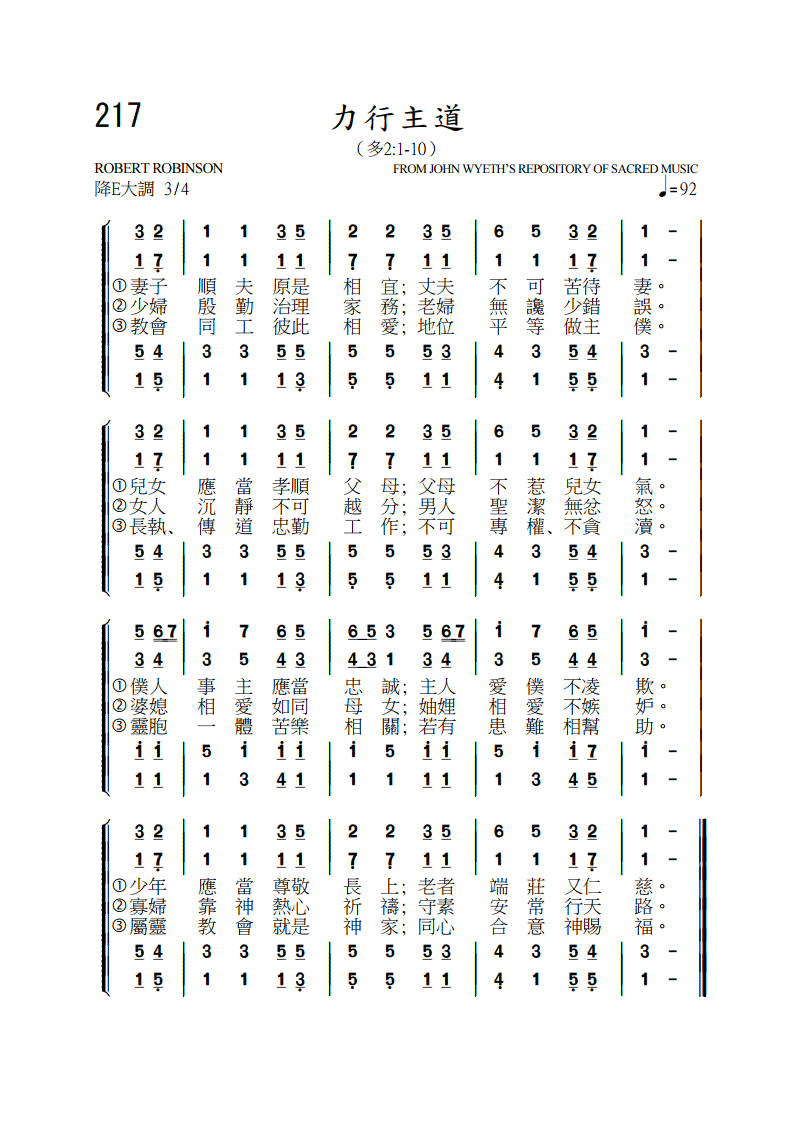 217
力行主道
（多2:1-10）
ROBERT ROBINSON
FROM JOHN WYETH'S REPOSITORY OF SACRED MUSIC
降E大調 3/4
♩=92
3 2 | 1 1 3 5 | 2 2 3 5 | 6 5 3 2 | 1 -
1 7 | 1 1 1 1 | 7 7 1 1 | 1 1 1 7 | 1 -
①妻子 順夫原是 相宜；丈夫 不可苦待 妻。
②少婦 殷勤治理 家務；老婦 無讒少錯 誤。
③教會 同工彼此 相愛；地位 平等做主 僕。
5 4 | 3 3 5 5 | 5 5 5 3 | 4 3 5 4 | 3 -
1 5 | 1 1 1 3 | 5 5 1 1 | 4 1 5 5 | 1 -
3 2 | 1 1 3 5 | 2 2 3 5 | 6 5 3 2 | 1 -
1 7 | 1 1 1 1 | 7 7 1 1 | 1 1 1 7 | 1 -
①兒女 應當孝順 父母；父母 不惹兒女 氣。
②女人 沉靜不可 越分；男人 聖潔無忿 怒。
③長執、 傳道忠勤 工作；不可 專權、不貪 瀆。
5 4 | 3 3 5 5 | 5 5 5 3 | 4 3 5 4 | 3 -
1 5 | 1 1 1 3 | 5 5 1 1 | 4 1 5 5 | 1 -
5 6 7 | i 7 6 5 | 6 5 3 5 6 7 | i 7 6 5 | i -
3 4 | 3 5 4 3 | 4 3 1 3 4 | 3 5 4 4 | 3 -
①僕人 事主應當 忠誠；主人 愛僕不凌 欺。
②婆媳 相愛如同 母女；妯娌 相愛不嫉 妒。
③靈胞 一體苦樂 相關；若有 患難相幫 助。
i i | 5 i i i | i 5 i i | 5 i i 7 | i -
1 1 | 1 3 4 1 | 1 1 1 1 | 1 3 4 5 | 1 -
3 2 | 1 1 3 5 | 2 2 3 5 | 6 5 3 2 | 1 -
1 7 | 1 1 1 1 | 7 7 1 1 | 1 1 1 7 | 1 -
①少年 應當尊敬 長上；老者 端莊又仁 慈。
②寡婦 靠神熱心 祈禱；守素 安常行天 路。
③屬靈 教會就是 神家；同心 合意神賜 福。
5 4 | 3 3 5 5 | 5 5 5 3 | 4 3 5 4 | 3 -
1 5 | 1 1 1 3 | 5 5 1 1 | 4 1 5 5 | 1 -